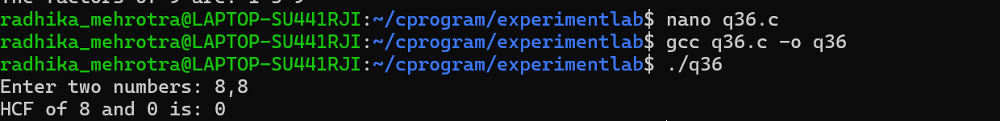 The factors of 9 are: 1 3 9
radhika_mehrotra@LAPTOP-SU441RJI:~/cprogram/experimentlab$ nano q36.c
radhika_mehrotra@LAPTOP-SU441RJI:~/cprogram/experimentlab$ gcc q36.c -o q36
radhika_mehrotra@LAPTOP-SU441RJI:~/cprogram/experimentlab$ ./q36
Enter two numbers: 8,8
HCF of 8 and 0 is: 0